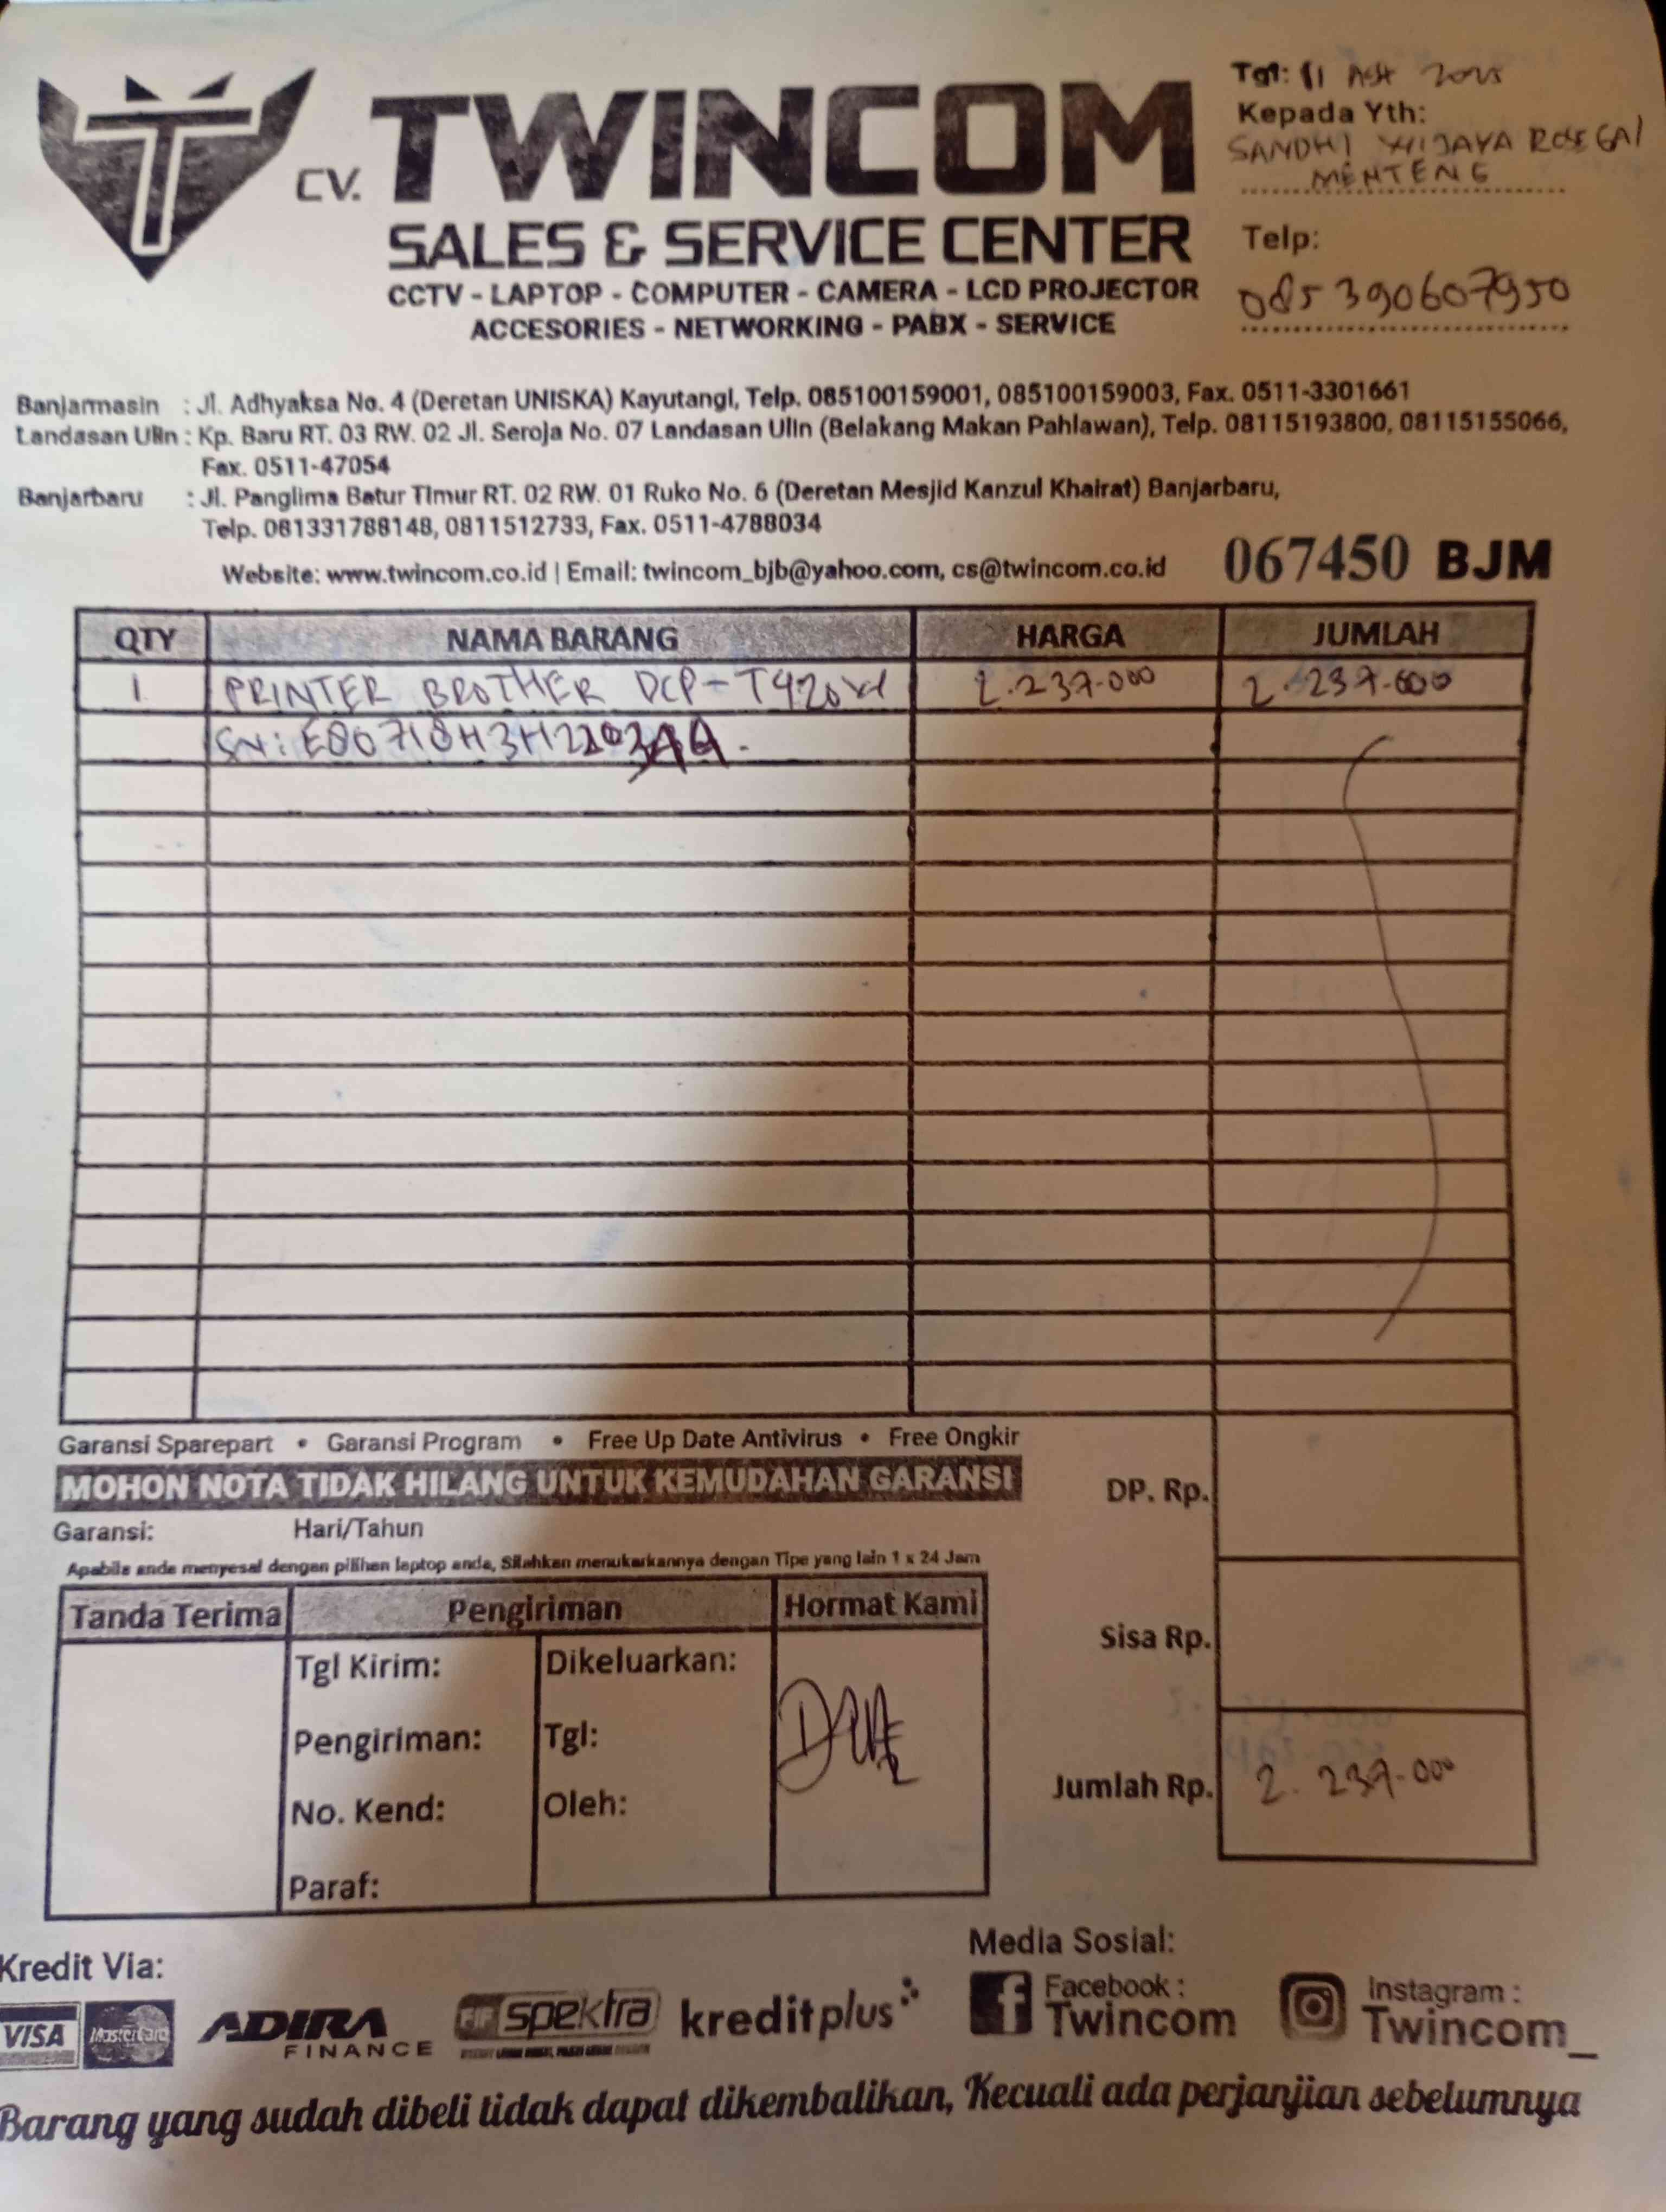 Tgl: 11 Agt 2025
CV. TWINCOM
Kepada Yth:
SANDHI WIJAYA ROSE GAI
MENTENG
SALES & SERVICE CENTER
Telp:
085390607950
CCTV - LAPTOP - COMPUTER - CAMERA - LCD PROJECTOR
ACCESORIES - NETWORKING - PABX - SERVICE
Banjarmasin : Jl. Adhyaksa No. 4 (Deretan UNISKA) Kayutangi, Telp. 085100159001, 085100159003, Fax. 0511-3301661
Landasan Ulin : Kp. Baru RT. 03 RW. 02 Jl. Seroja No. 07 Landasan Ulin (Belakang Makan Pahlawan), Telp. 08115193800, 08115155066,
Fax. 0511-47054
Banjarbaru : Jl. Panglima Batur Timur RT. 02 RW. 01 Ruko No. 6 (Deretan Mesjid Kanzul Khairat) Banjarbaru,
Telp. 081331788148, 0811512733, Fax. 0511-4788034
Website: www.twincom.co.id | Email: twincom_bjb@yahoo.com, cs@twincom.co.id
067450 BJM
QTY NAMA BARANG HARGA JUMLAH
1 PRINTER BROTHER DCP-T420W 2.237.000 2.237.000
SN:
Garansi Sparepart • Garansi Program • Free Up Date Antivirus • Free Ongkir
MOHON NOTA TIDAK HILANG UNTUK KEMUDAHAN GARANSI
DP. Rp.
Garansi: Hari/Tahun
Apabila anda menyesal dengan pilihan laptop anda, Silahkan menukarkannya dengan Tipe yang lain 1 x 24 Jam
Tanda Terima Pengiriman Hormat Kami
Sisa Rp.
Tgl Kirim: Dikeluarkan:
Pengiriman: Tgl:
Jumlah Rp. 2.237.000
No. Kend: Oleh:
Paraf:
Kredit Via:
Media Sosial:
VISA MasterCard ADIRA FINANCE
FIF spektra
kreditplus
Facebook :
Twincom
Instagram :
Twincom_
Barang yang sudah dibeli tidak dapat dikembalikan, Kecuali ada perjanjian sebelumnya